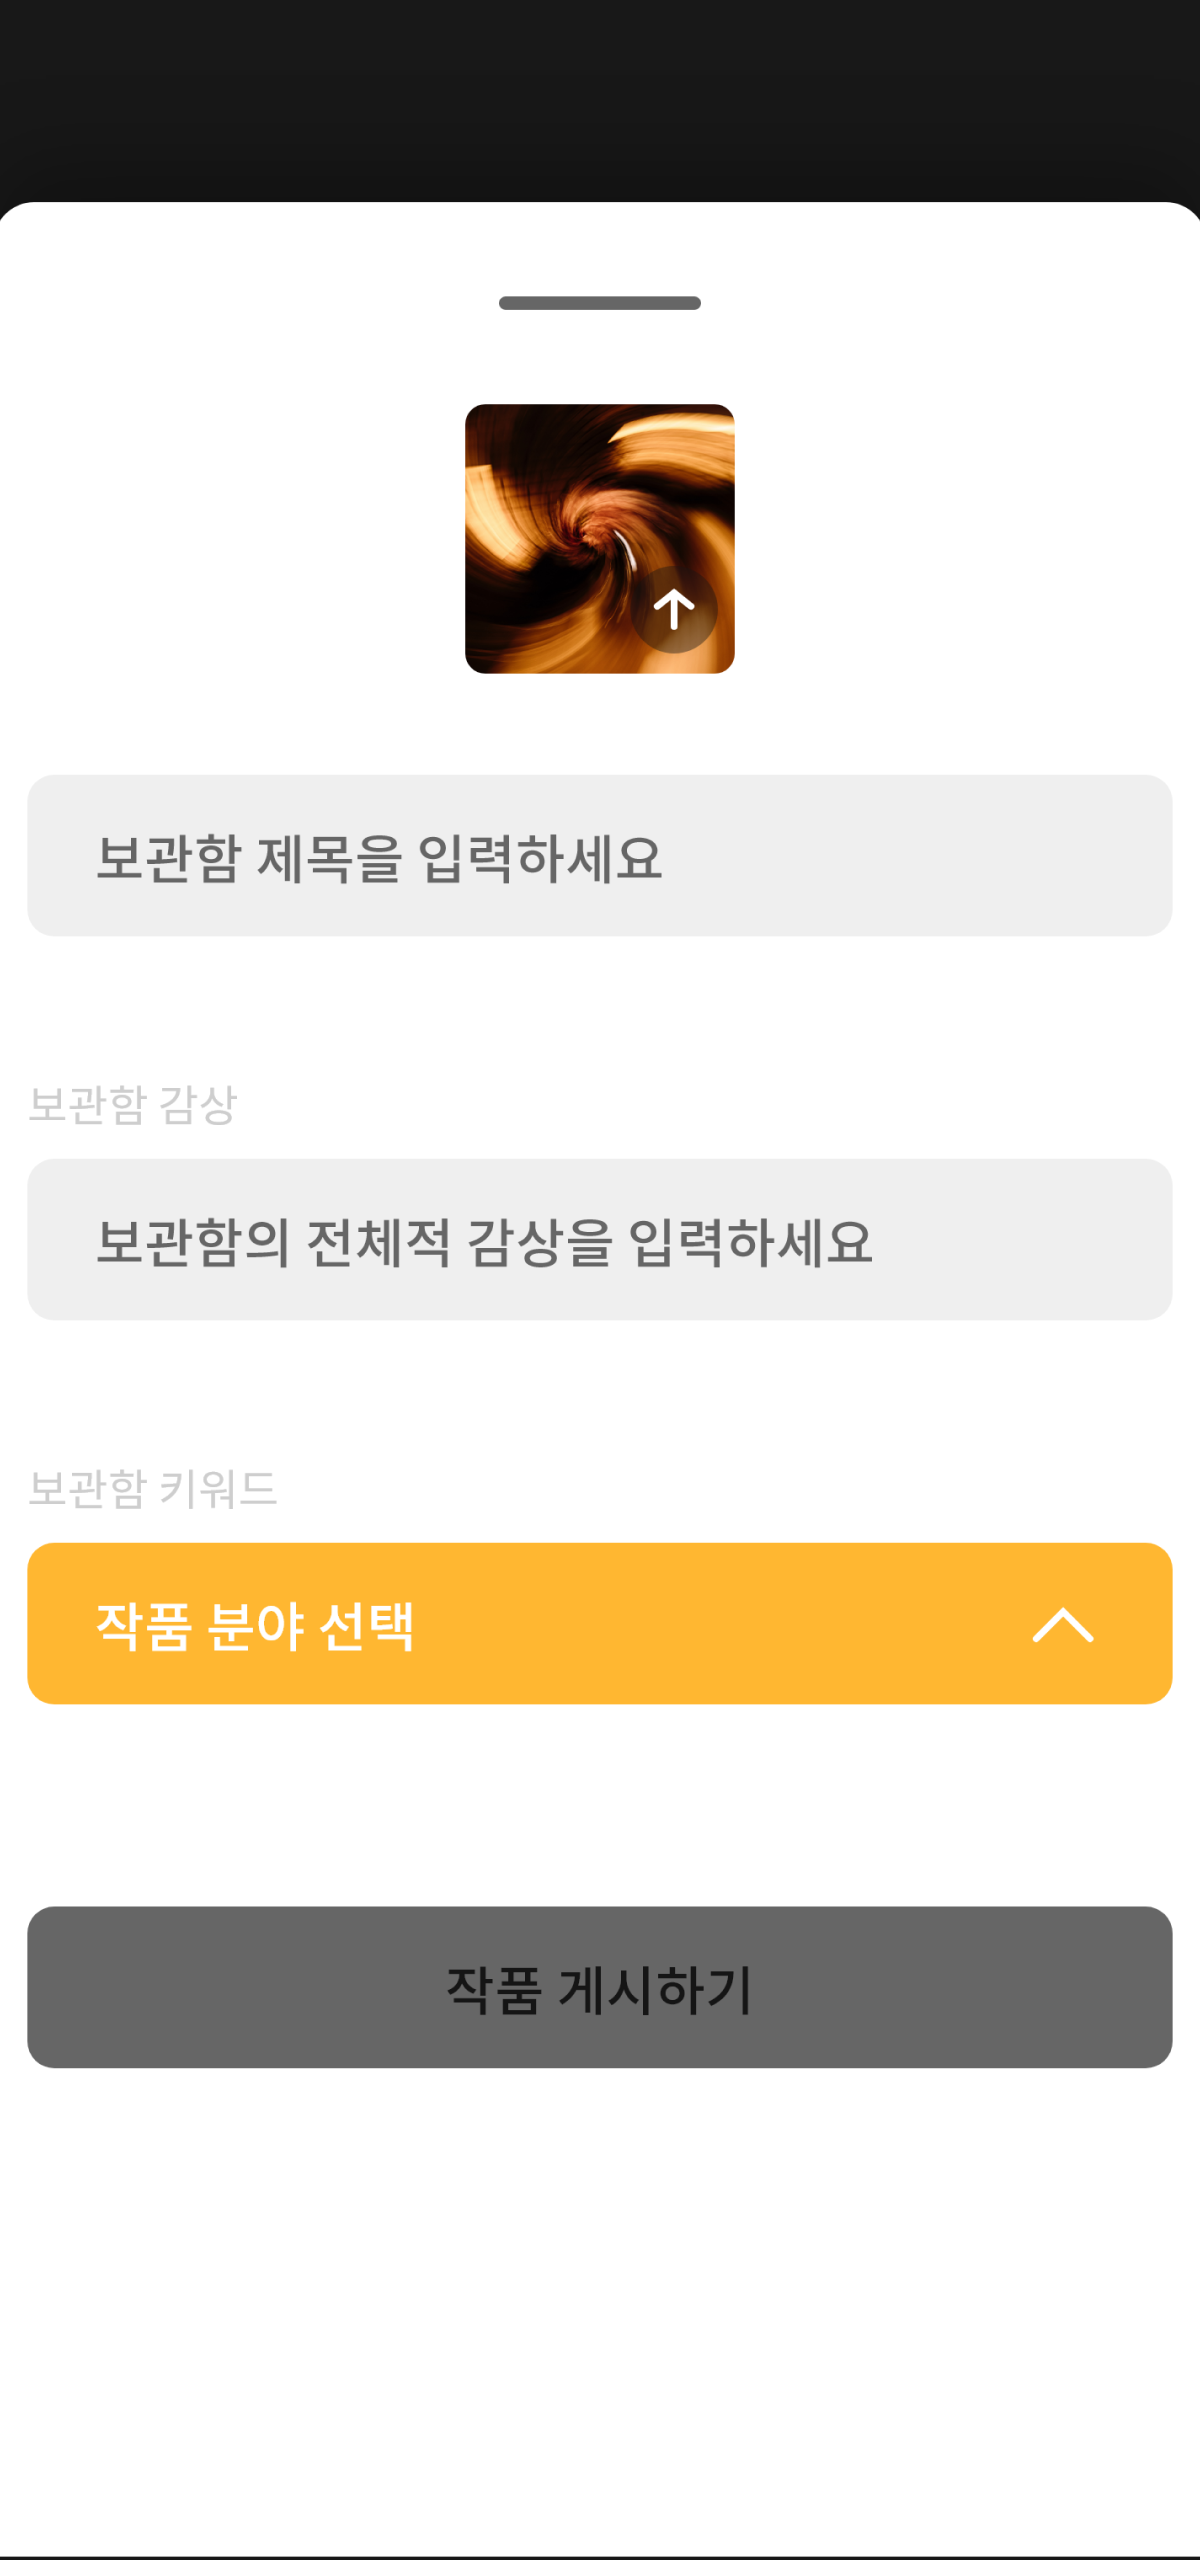 보관함 제목을 입력하세요
보관함 감상
보관함의 전체적 감상을 입력하세요
보관함 키워드
작품 분야 선택
작품 게시하기